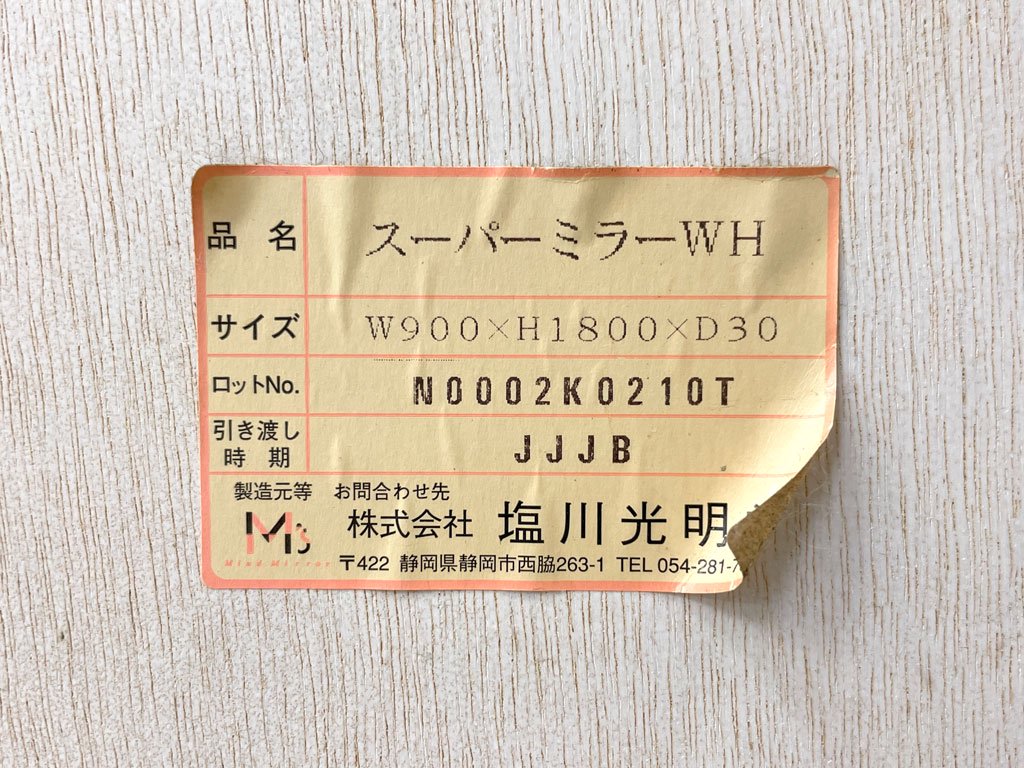 品 名 スーパーミラーWH
サイズ W900×H1800×D30
ロットNo. N0002K0210T
引き渡し
時 期 JJJB
製造元等 お問合わせ先
M's 株式会社 塩川光明
Mind Mirror 〒422 静岡県静岡市西脇263-1 TEL 054-281-7